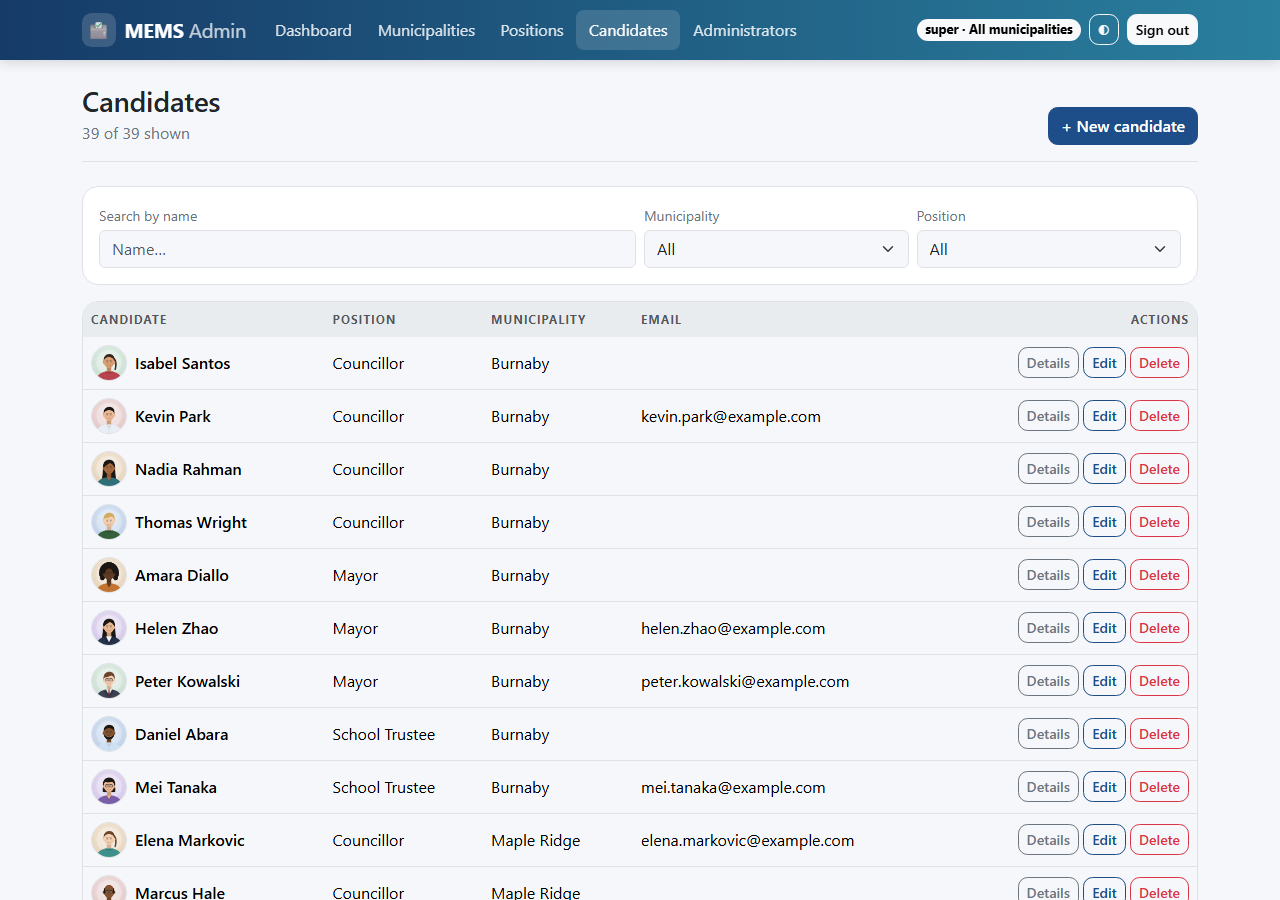 MEMS Admin Dashboard Municipalities Positions Candidates Administrators super · All municipalities Sign out
Candidates
39 of 39 shown
+ New candidate
Search by name Municipality Position
Name... All All
CANDIDATE POSITION MUNICIPALITY EMAIL ACTIONS
Isabel Santos Councillor Burnaby Details Edit Delete
Kevin Park Councillor Burnaby kevin.park@example.com Details Edit Delete
Nadia Rahman Councillor Burnaby Details Edit Delete
Thomas Wright Councillor Burnaby Details Edit Delete
Amara Diallo Mayor Burnaby Details Edit Delete
Helen Zhao Mayor Burnaby helen.zhao@example.com Details Edit Delete
Peter Kowalski Mayor Burnaby peter.kowalski@example.com Details Edit Delete
Daniel Abara School Trustee Burnaby Details Edit Delete
Mei Tanaka School Trustee Burnaby mei.tanaka@example.com Details Edit Delete
Elena Markovic Councillor Maple Ridge elena.markovic@example.com Details Edit Delete
Marcus Hale Councillor Maple Ridge Details Edit Delete